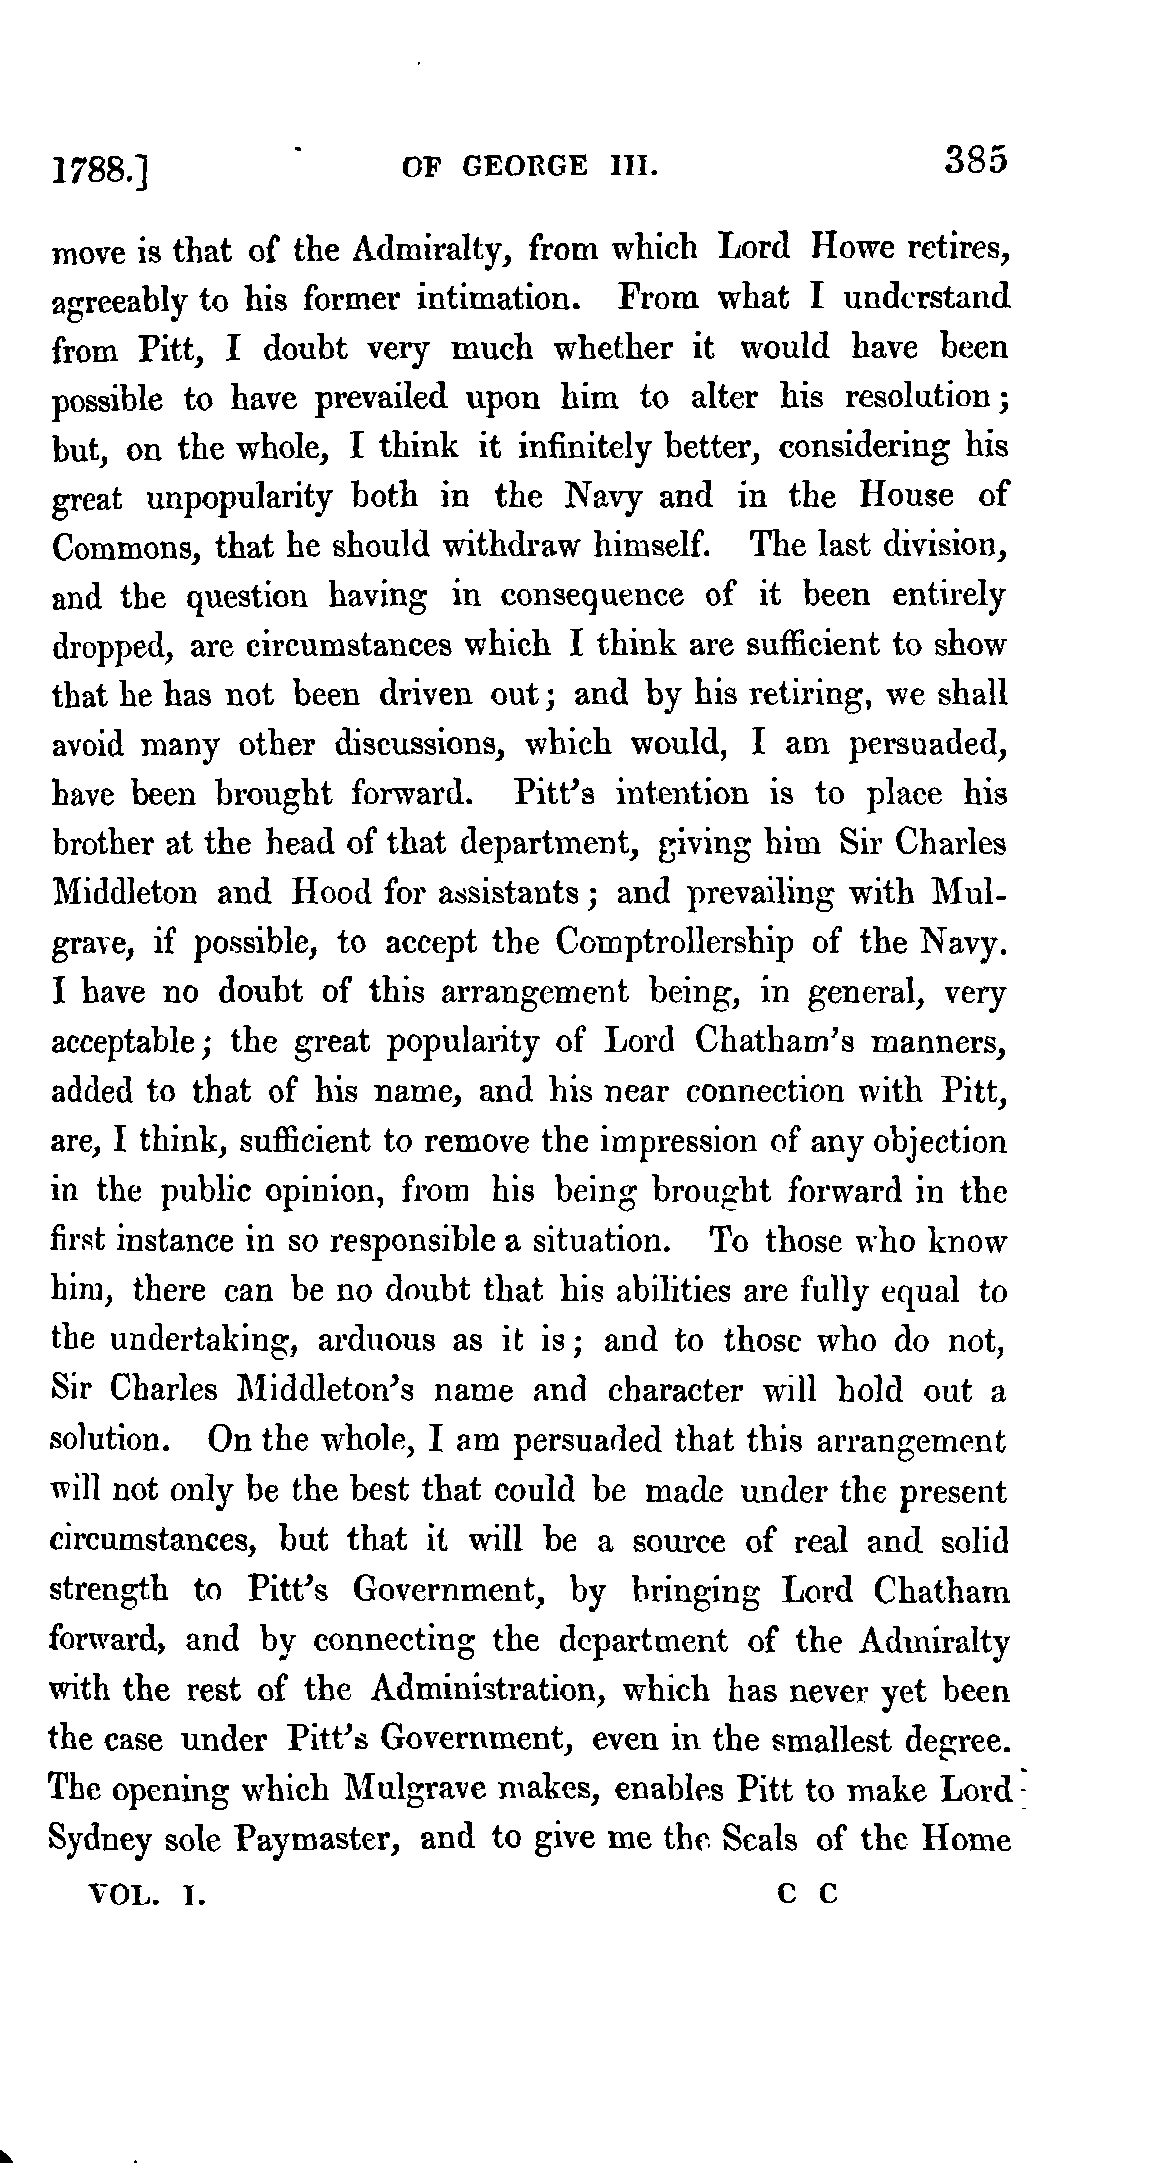 1788.] OF GEORGE III. 385
move is that of the Admiralty, from which Lord Howe retires,
agreeably to his former intimation. From what I understand
from Pitt, I doubt very much whether it would have been
possible to have prevailed upon him to alter his resolution;
but, on the whole, I think it infinitely better, considering his
great unpopularity both in the Navy and in the House of
Commons, that he should withdraw himself. The last division,
and the question having in consequence of it been entirely
dropped, are circumstances which I think are sufficient to show
that he has not been driven out; and by his retiring, we shall
avoid many other discussions, which would, I am persuaded,
have been brought forward. Pitt's intention is to place his
brother at the head of that department, giving him Sir Charles
Middleton and Hood for assistants; and prevailing with Mul-
grave, if possible, to accept the Comptrollership of the Navy.
I have no doubt of this arrangement being, in general, very
acceptable; the great popularity of Lord Chatham's manners,
added to that of his name, and his near connection with Pitt,
are, I think, sufficient to remove the impression of any objection
in the public opinion, from his being brought forward in the
first instance in so responsible a situation. To those who know
him, there can be no doubt that his abilities are fully equal to
the undertaking, arduous as it is; and to those who do not,
Sir Charles Middleton's name and character will hold out a
solution. On the whole, I am persuaded that this arrangement
will not only be the best that could be made under the present
circumstances, but that it will be a source of real and solid
strength to Pitt's Government, by bringing Lord Chatham
forward, and by connecting the department of the Admiralty
with the rest of the Administration, which has never yet been
the case under Pitt's Government, even in the smallest degree.
The opening which Mulgrave makes, enables Pitt to make Lord
Sydney sole Paymaster, and to give me the Seals of the Home
VOL. I. C C